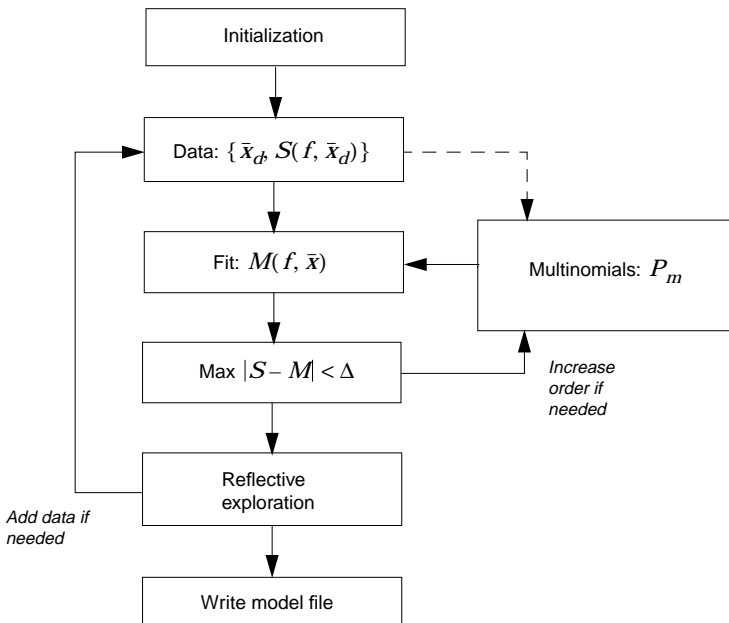 Initialization
Data: { x̄_d, S(f, x̄_d)}
Fit: M(f, x̄)
Multinomials: P_m
Max |S – M| < Δ
Increase
order if
needed
Reflective
exploration
Add data if
needed
Write model file